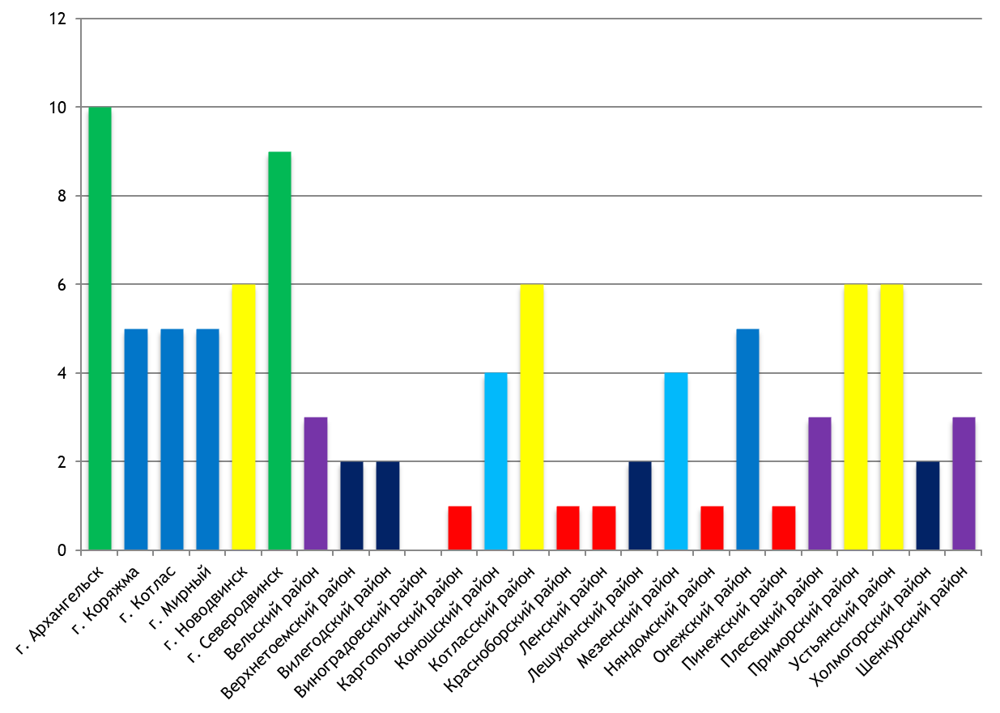 12
10
8
6
4
2
0
г. Архангельск
г. Коряжма
г. Котлас
г. Мирный
г. Новодвинск
г. Северодвинск
Вельский район
Верхнетоемский район
Вилегодский район
Виноградовский район
Каргопольский район
Коношский район
Котласский район
Красноборский район
Ленский район
Лешуконский район
Мезенский район
Няндомский район
Онежский район
Пинежский район
Плесецкий район
Приморский район
Устьянский район
Холмогорский район
Шенкурский район